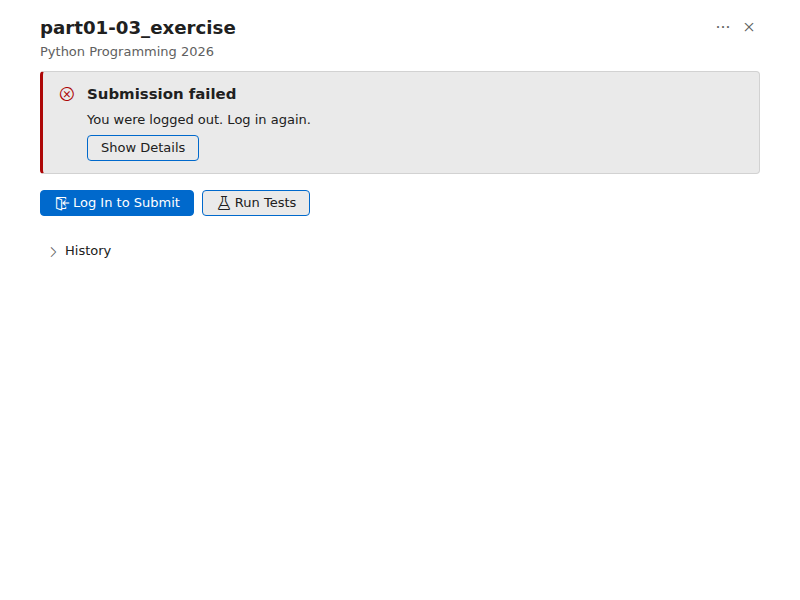 part01-03_exercise
Python Programming 2026
Submission failed
You were logged out. Log in again.
Show Details
Log In to Submit
Run Tests
History